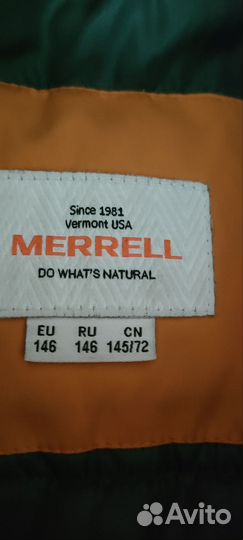 Since 1981
Vermont USA
MERRELL
DO WHAT'S NATURAL
EU RU CN
146 146 145/72
Avito